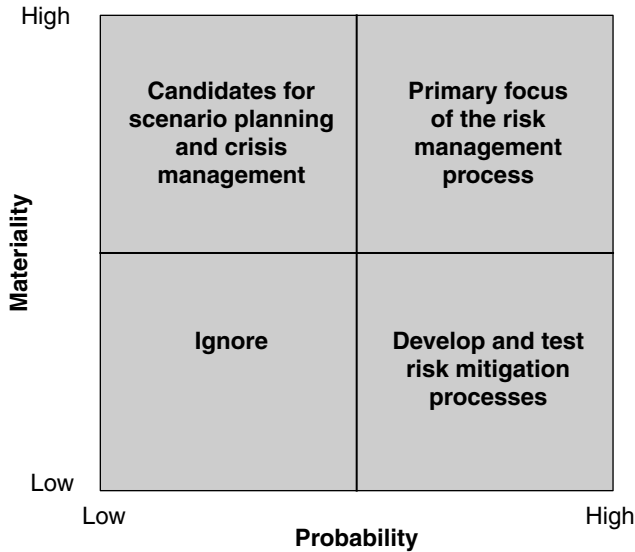 High
Candidates for
scenario planning
and crisis
management
Primary focus
of the risk
management
process
Materiality
Ignore
Develop and test
risk mitigation
processes
Low
Low
High
Probability